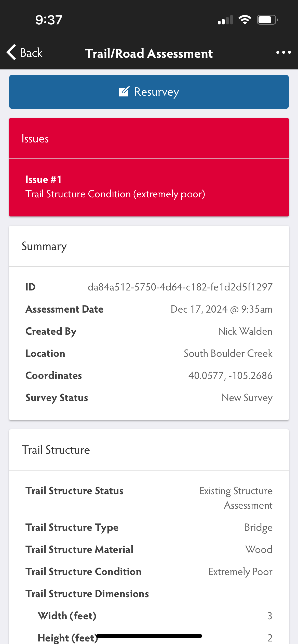 9:37
Back
Trail/Road Assessment
Resurvey
Issues
Issue #1
Trail Structure Condition (extremely poor)
Summary
ID da84a512-5750-4d64-c182-fe1d2d5f1297
Assessment Date Dec 17, 2024 @ 9:35am
Created By Nick Walden
Location South Boulder Creek
Coordinates 40.0577, -105.2686
Survey Status New Survey
Trail Structure
Trail Structure Status Existing Structure
Assessment
Trail Structure Type Bridge
Trail Structure Material Wood
Trail Structure Condition Extremely Poor
Trail Structure Dimensions
Width (feet) 3
Height (feet) 2